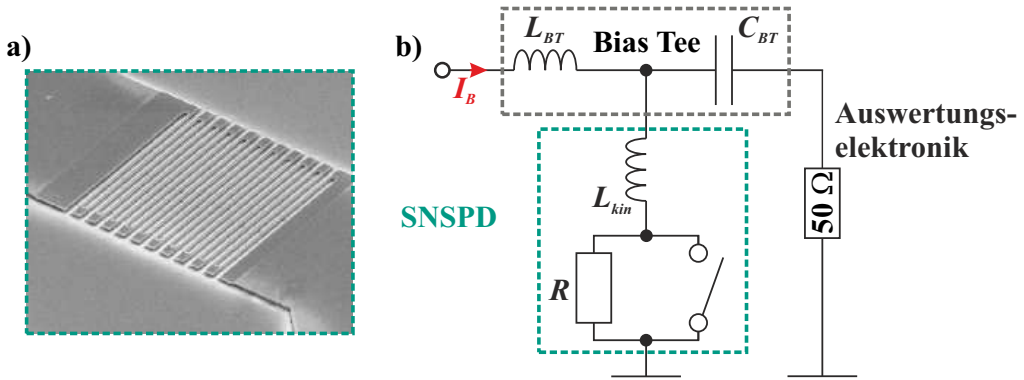 a)
b)
L_BT
Bias Tee
C_BT
I_B
Auswertungs-
elektronik
L_kin
SNSPD
50 Ω
R